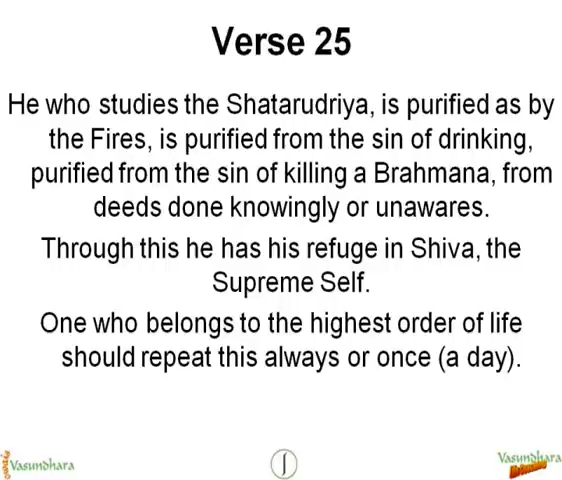 Verse 25
He who studies the Shatarudriya, is purified as by
the Fires, is purified from the sin of drinking,
purified from the sin of killing a Brahmana, from
deeds done knowingly or unawares.
Through this he has his refuge in Shiva, the
Supreme Self.
One who belongs to the highest order of life
should repeat this always or once (a day).
Vasundhara
Vasundhara